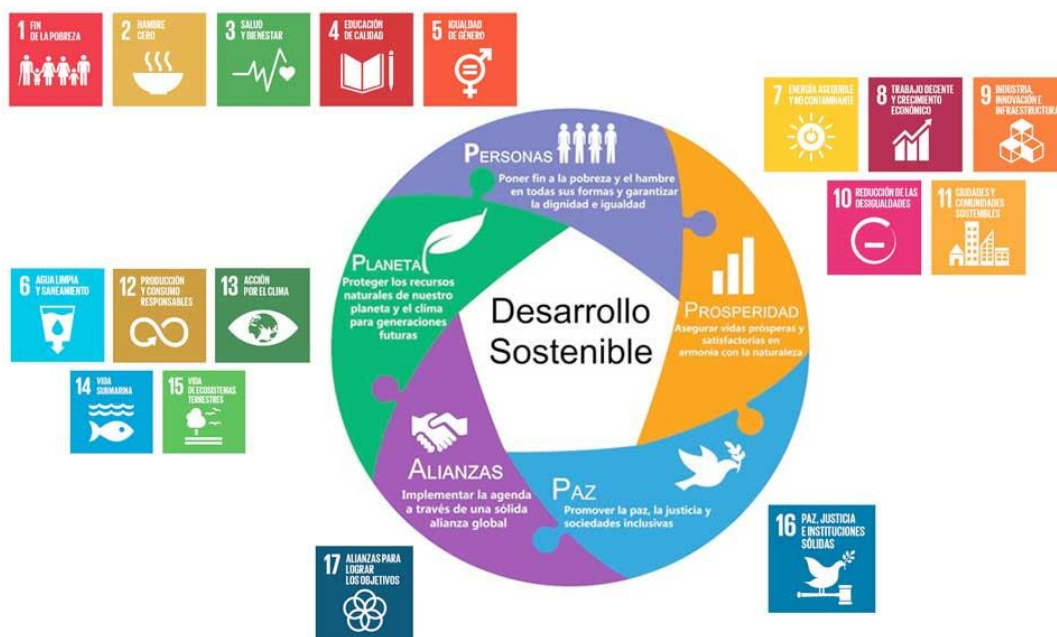 1 FIN
DE LA POBREZA
2 HAMBRE
CERO
3 SALUD
Y BIENESTAR
4 EDUCACIÓN
DE CALIDAD
5 IGUALDAD
DE GÉNERO
7 ENERGÍA ASEQUIBLE
Y NO CONTAMINANTE
8 TRABAJO DECENTE
Y CRECIMIENTO
ECONÓMICO
9 INDUSTRIA,
INNOVACIÓN E
INFRAESTRUCTURA
10 REDUCCIÓN DE LAS
DESIGUALDADES
11 CIUDADES Y
COMUNIDADES
SOSTENIBLES
PERSONAS
Poner fin a la pobreza y el hambre
en todas sus formas y garantizar
la dignidad e igualdad
PLANETA
Proteger los recursos
naturales de nuestro
planeta y el clima
para generaciones
futuras
Desarrollo
Sostenible
PROSPERIDAD
Asegurar vidas prósperas y
satisfactorias en
armonía con la naturaleza
6 AGUA LIMPIA
Y SANEAMIENTO
12 PRODUCCIÓN
Y CONSUMO
RESPONSABLES
13 ACCIÓN
POR EL CLIMA
14 VIDA
SUBMARINA
15 VIDA
DE ECOSISTEMAS
TERRESTRES
ALIANZAS
Implementar la agenda
a través de una sólida
alianza global
PAZ
Promover la paz, la justicia y
sociedades inclusivas
16 PAZ, JUSTICIA
E INSTITUCIONES
SÓLIDAS
17 ALIANZAS PARA
LOGRAR
LOS OBJETIVOS